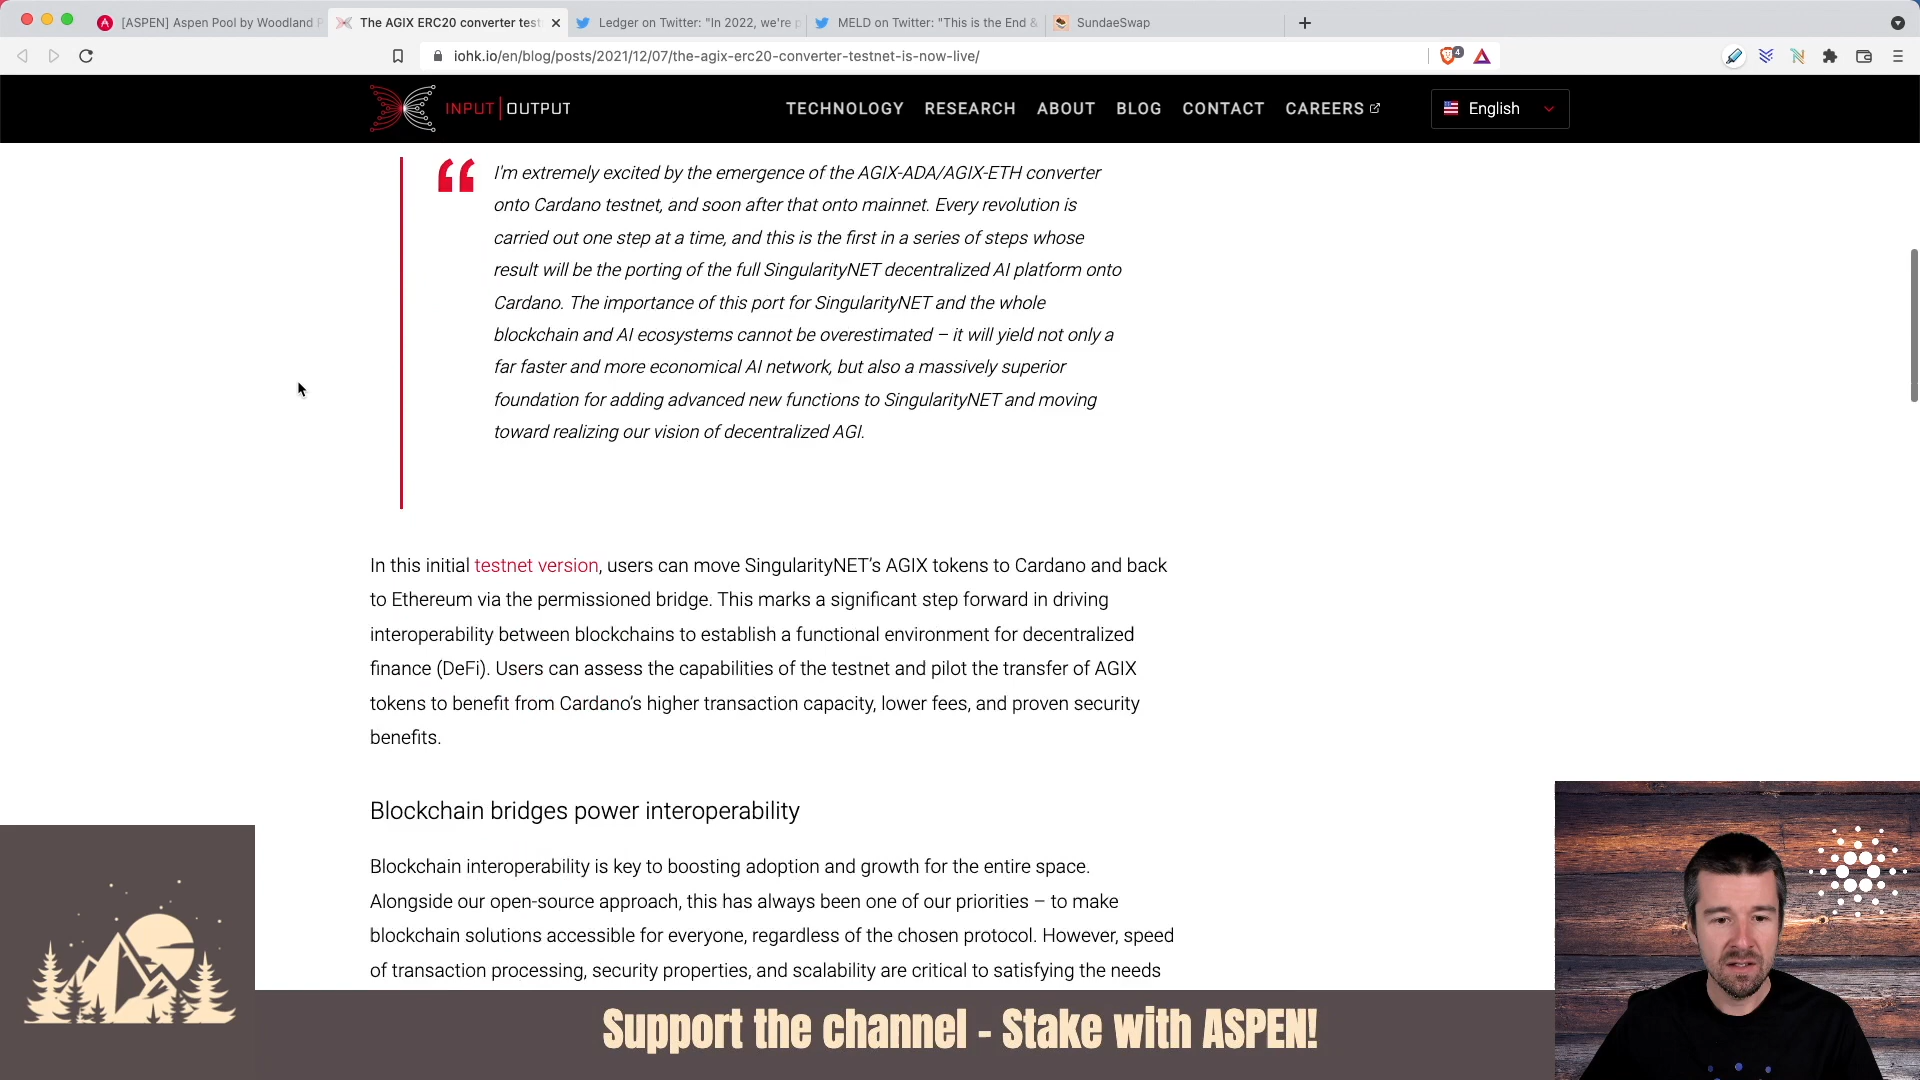 [ASPEN] Aspen Pool by Woodland P
The AGIX ERC20 converter test
Ledger on Twitter: "In 2022, we're p
MELD on Twitter: "This is the End &
SundaeSwap
iohk.io/en/blog/posts/2021/12/07/the-agix-erc20-converter-testnet-is-now-live/
4
INPUT | OUTPUT
TECHNOLOGY
RESEARCH
ABOUT
BLOG
CONTACT
CAREERS
English
I'm extremely excited by the emergence of the AGIX-ADA/AGIX-ETH converter
onto Cardano testnet, and soon after that onto mainnet. Every revolution is
carried out one step at a time, and this is the first in a series of steps whose
result will be the porting of the full SingularityNET decentralized AI platform onto
Cardano. The importance of this port for SingularityNET and the whole
blockchain and AI ecosystems cannot be overestimated – it will yield not only a
far faster and more economical AI network, but also a massively superior
foundation for adding advanced new functions to SingularityNET and moving
toward realizing our vision of decentralized AGI.
In this initial testnet version, users can move SingularityNET’s AGIX tokens to Cardano and back
to Ethereum via the permissioned bridge. This marks a significant step forward in driving
interoperability between blockchains to establish a functional environment for decentralized
finance (DeFi). Users can assess the capabilities of the testnet and pilot the transfer of AGIX
tokens to benefit from Cardano’s higher transaction capacity, lower fees, and proven security
benefits.
Blockchain bridges power interoperability
Blockchain interoperability is key to boosting adoption and growth for the entire space.
Alongside our open-source approach, this has always been one of our priorities – to make
blockchain solutions accessible for everyone, regardless of the chosen protocol. However, speed
of transaction processing, security properties, and scalability are critical to satisfying the needs
Support the channel - Stake with ASPEN!